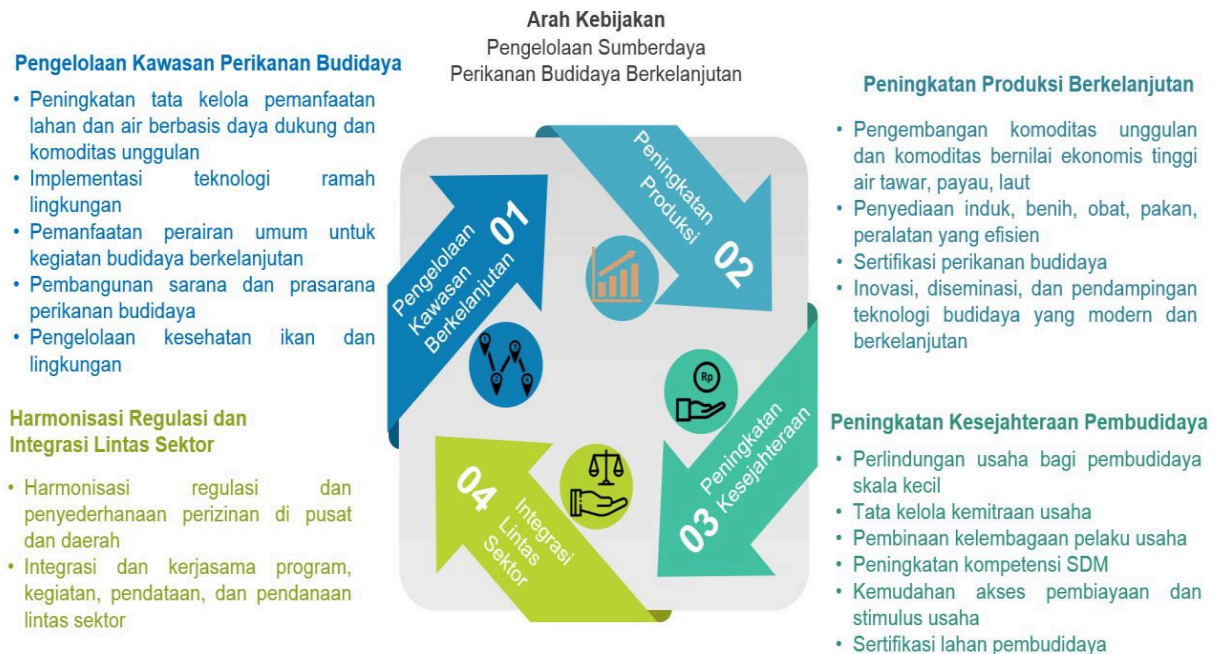 Arah Kebijakan
Pengelolaan Sumberdaya
Perikanan Budidaya Berkelanjutan
Pengelolaan Kawasan Perikanan Budidaya
• Peningkatan tata kelola pemanfaatan
lahan dan air berbasis daya dukung dan
komoditas unggulan
• Implementasi teknologi ramah
lingkungan
• Pemanfaatan perairan umum untuk
kegiatan budidaya berkelanjutan
• Pembangunan sarana dan prasarana
perikanan budidaya
• Pengelolaan kesehatan ikan dan
lingkungan
Peningkatan Produksi Berkelanjutan
• Pengembangan komoditas unggulan
dan komoditas bernilai ekonomis tinggi
air tawar, payau, laut
• Penyediaan induk, benih, obat, pakan,
peralatan yang efisien
• Sertifikasi perikanan budidaya
• Inovasi, diseminasi, dan pendampingan
teknologi budidaya yang modern dan
berkelanjutan
01
Pengelolaan
Kawasan
Berkelanjutan
Peningkatan
Produksi
02
1
2
3
4
Rp
Peningkatan
Kesejahteraan
03
04
Integrasi
Lintas
Sektor
Harmonisasi Regulasi dan
Integrasi Lintas Sektor
• Harmonisasi regulasi dan
penyederhanaan perizinan di pusat
dan daerah
• Integrasi dan kerjasama program,
kegiatan, pendataan, dan pendanaan
lintas sektor
Peningkatan Kesejahteraan Pembudidaya
• Perlindungan usaha bagi pembudidaya
skala kecil
• Tata kelola kemitraan usaha
• Pembinaan kelembagaan pelaku usaha
• Peningkatan kompetensi SDM
• Kemudahan akses pembiayaan dan
stimulus usaha
• Sertifikasi lahan pembudidaya